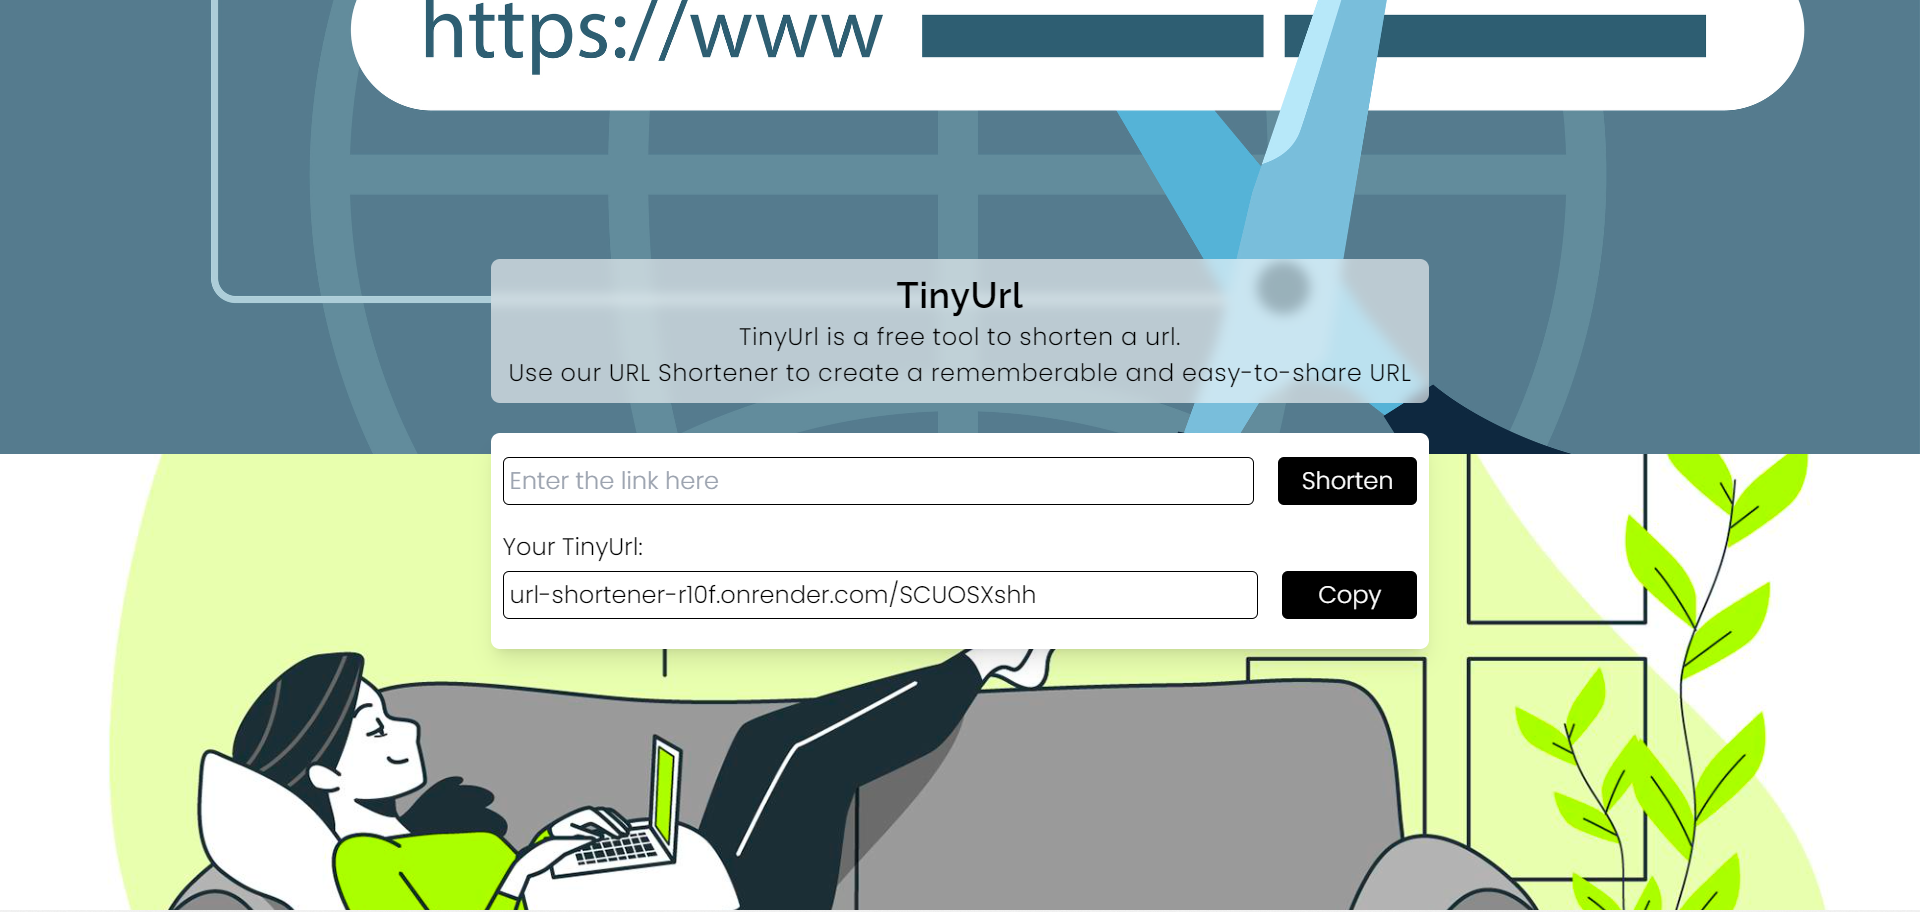 https://www
TinyUrl
TinyUrl is a free tool to shorten a url.
Use our URL Shortener to create a rememberable and easy-to-share URL
Enter the link here
Shorten
Your TinyUrl:
url-shortener-r10f.onrender.com/SCUOSXshh
Copy